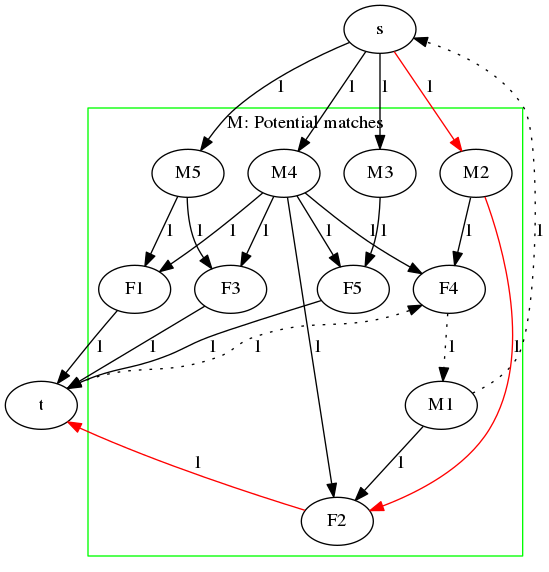 s
1 1 1 1
M: Potential matches
M5 M4 M3 M2
1 1 1 1 1 1 1 1 1
F1 F3 F5 F4
1 1 1 1 1 1 1
t M1
1 1
F2